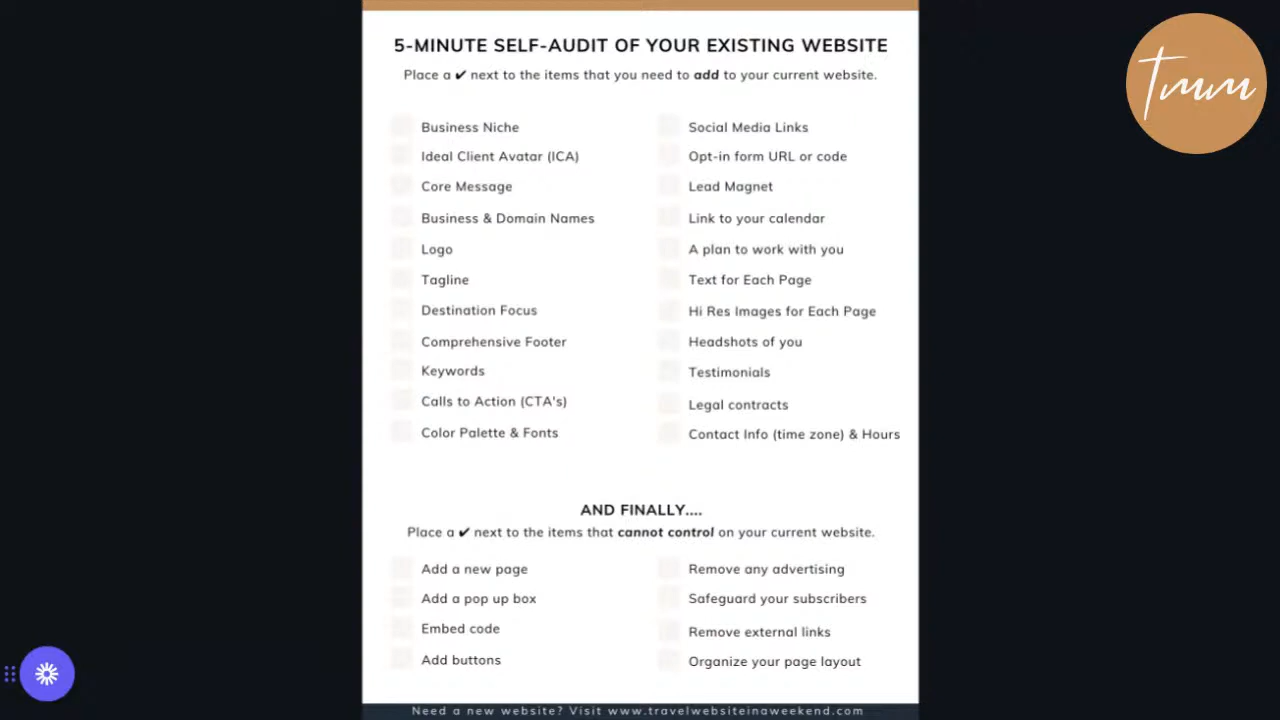 5-MINUTE SELF-AUDIT OF YOUR EXISTING WEBSITE
Place a ✔ next to the items that you need to add to your current website.
Business Niche
Ideal Client Avatar (ICA)
Core Message
Business & Domain Names
Logo
Tagline
Destination Focus
Comprehensive Footer
Keywords
Calls to Action (CTA's)
Color Palette & Fonts
Social Media Links
Opt-in form URL or code
Lead Magnet
Link to your calendar
A plan to work with you
Text for Each Page
Hi Res Images for Each Page
Headshots of you
Testimonials
Legal contracts
Contact Info (time zone) & Hours
AND FINALLY....
Place a ✔ next to the items that cannot control on your current website.
Add a new page
Add a pop up box
Embed code
Add buttons
Remove any advertising
Safeguard your subscribers
Remove external links
Organize your page layout
Need a new website? Visit www.travelwebsiteinaweekend.com
tmm